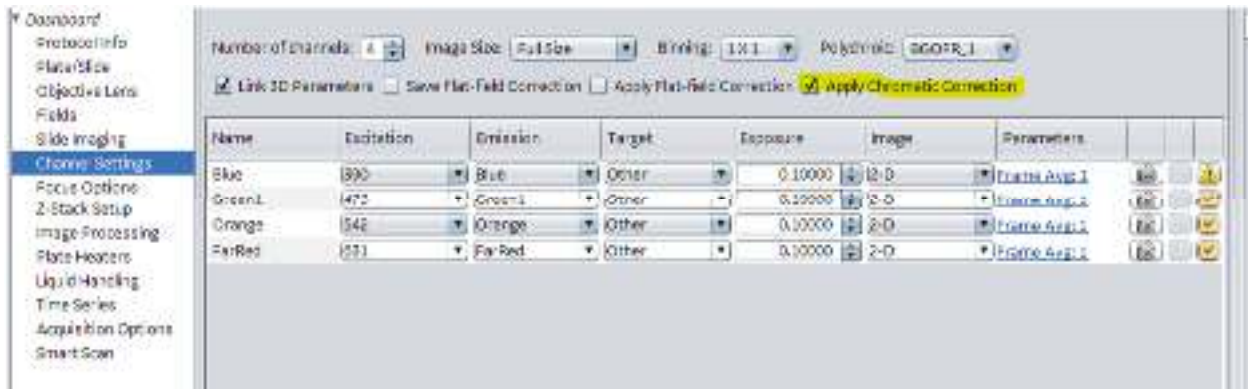 Dashboard
Protocol Info
Plate/Slide
Objective Lens
Fields
Slide Imaging
Channel Settings
Focus Options
Z-Stack Setup
Image Processing
Plate Heaters
Liquid Handling
Time Series
Acquisition Options
Smart Scan
Number of channels: 4 Image Size: Full Size Binning: 1 X 1 Polychroic: BGOFR_1
Link 3D Parameters Save Flat-Field Correction Apply Flat-field Correction Apply Chromatic Correction
Name Excitation Emission Target Exposure Image Parameters
Blue Blue Other 0.10000 2-D Frame Avg: 1
Green1 Green1 Other 0.10000 2-D Frame Avg: 1
Orange Orange Other 0.10000 2-D Frame Avg: 1
FarRed FarRed Other 0.10000 2-D Frame Avg: 1